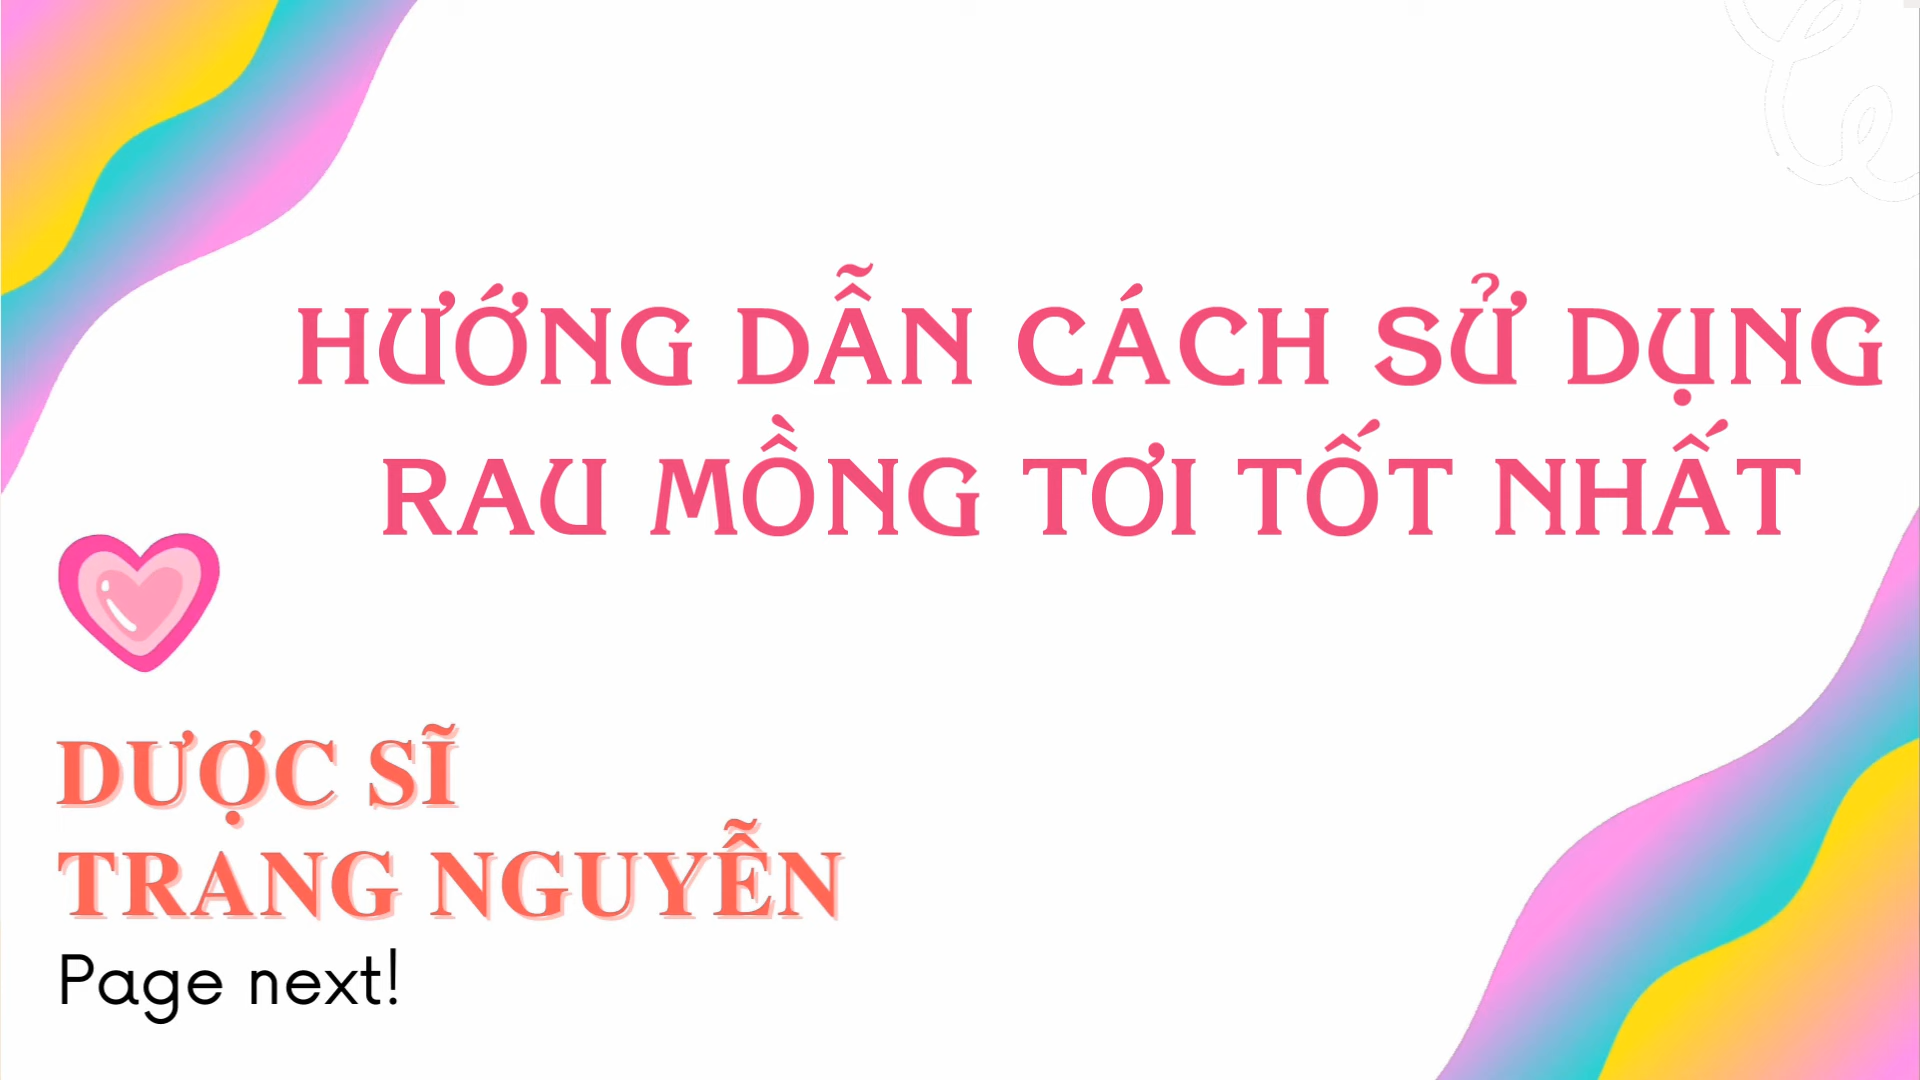 HƯỚNG DẪN CÁCH SỬ DỤNG
RAU MỒNG TƠI TỐT NHẤT
DƯỢC SĨ
TRANG NGUYỄN
Page next!